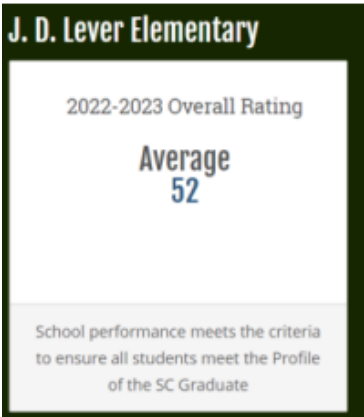 J. D. Lever Elementary
2022-2023 Overall Rating
Average
52
School performance meets the criteria
to ensure all students meet the Profile
of the SC Graduate